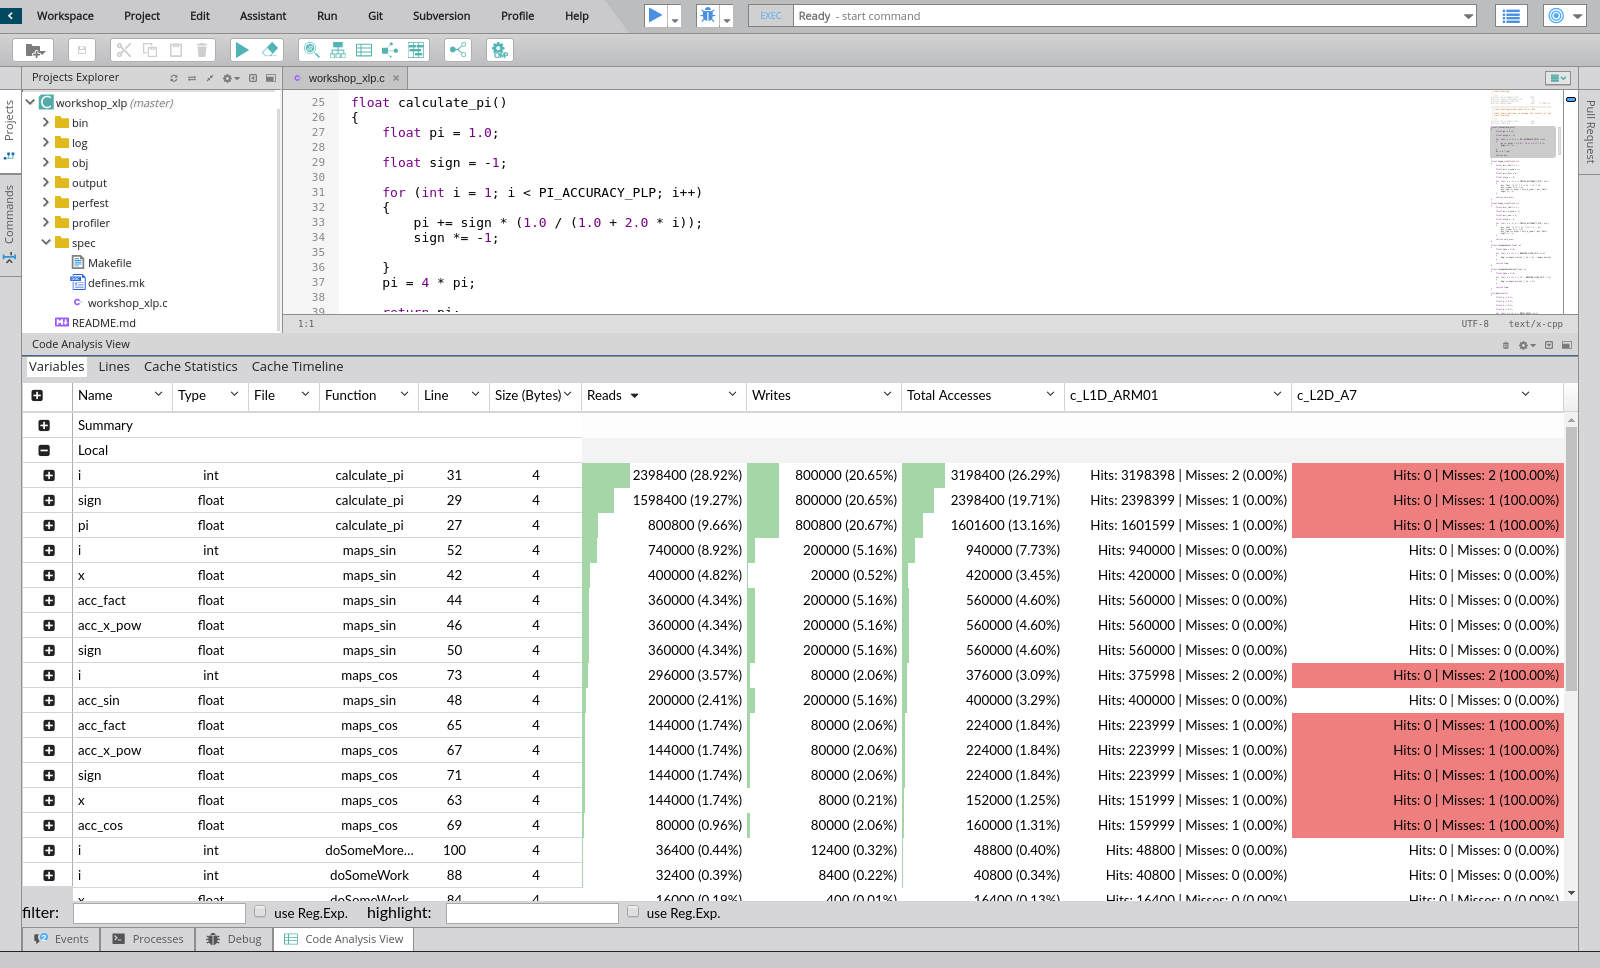 Workspace Project Edit Assistant Run Git Subversion Profile Help EXEC Ready - start command
Projects Explorer
workshop_xlp.c
Projects
Commands
Pull Request
workshop_xlp (master)
bin
log
obj
output
perfest
profiler
spec
Makefile
defines.mk
workshop_xlp.c
README.md
25 float calculate_pi()
26 {
27 float pi = 1.0;
28
29 float sign = -1;
30
31 for (int i = 1; i < PI_ACCURACY_PLP; i++)
32 {
33 pi += sign * (1.0 / (1.0 + 2.0 * i));
34 sign *= -1;
35
36 }
37 pi = 4 * pi;
38
39 return pi;
1:1 UTF-8 text/x-cpp
Code Analysis View
Variables Lines Cache Statistics Cache Timeline
Name Type File Function Line Size (Bytes) Reads Writes Total Accesses c_L1D_ARM01 c_L2D_A7
Summary
Local
i int calculate_pi 31 4 2398400 (28.92%) 800000 (20.65%) 3198400 (26.29%) Hits: 3198398 | Misses: 2 (0.00%) Hits: 0 | Misses: 2 (100.00%)
sign float calculate_pi 29 4 1598400 (19.27%) 800000 (20.65%) 2398400 (19.71%) Hits: 2398399 | Misses: 1 (0.00%) Hits: 0 | Misses: 1 (100.00%)
pi float calculate_pi 27 4 800800 (9.66%) 800800 (20.67%) 1601600 (13.16%) Hits: 1601599 | Misses: 1 (0.00%) Hits: 0 | Misses: 1 (100.00%)
i int maps_sin 52 4 740000 (8.92%) 200000 (5.16%) 940000 (7.73%) Hits: 940000 | Misses: 0 (0.00%) Hits: 0 | Misses: 0 (0.00%)
x float maps_sin 42 4 400000 (4.82%) 20000 (0.52%) 420000 (3.45%) Hits: 420000 | Misses: 0 (0.00%) Hits: 0 | Misses: 0 (0.00%)
acc_fact float maps_sin 44 4 360000 (4.34%) 200000 (5.16%) 560000 (4.60%) Hits: 560000 | Misses: 0 (0.00%) Hits: 0 | Misses: 0 (0.00%)
acc_x_pow float maps_sin 46 4 360000 (4.34%) 200000 (5.16%) 560000 (4.60%) Hits: 560000 | Misses: 0 (0.00%) Hits: 0 | Misses: 0 (0.00%)
sign float maps_sin 50 4 360000 (4.34%) 200000 (5.16%) 560000 (4.60%) Hits: 560000 | Misses: 0 (0.00%) Hits: 0 | Misses: 0 (0.00%)
i int maps_cos 73 4 296000 (3.57%) 80000 (2.06%) 376000 (3.09%) Hits: 375998 | Misses: 2 (0.00%) Hits: 0 | Misses: 2 (100.00%)
acc_sin float maps_sin 48 4 200000 (2.41%) 200000 (5.16%) 400000 (3.29%) Hits: 400000 | Misses: 0 (0.00%) Hits: 0 | Misses: 0 (0.00%)
acc_fact float maps_cos 65 4 144000 (1.74%) 80000 (2.06%) 224000 (1.84%) Hits: 223999 | Misses: 1 (0.00%) Hits: 0 | Misses: 1 (100.00%)
acc_x_pow float maps_cos 67 4 144000 (1.74%) 80000 (2.06%) 224000 (1.84%) Hits: 223999 | Misses: 1 (0.00%) Hits: 0 | Misses: 1 (100.00%)
sign float maps_cos 71 4 144000 (1.74%) 80000 (2.06%) 224000 (1.84%) Hits: 223999 | Misses: 1 (0.00%) Hits: 0 | Misses: 1 (100.00%)
x float maps_cos 63 4 144000 (1.74%) 8000 (0.21%) 152000 (1.25%) Hits: 151999 | Misses: 1 (0.00%) Hits: 0 | Misses: 1 (100.00%)
acc_cos float maps_cos 69 4 80000 (0.96%) 80000 (2.06%) 160000 (1.31%) Hits: 159999 | Misses: 1 (0.00%) Hits: 0 | Misses: 1 (100.00%)
i int doSomeMore... 100 4 36400 (0.44%) 12400 (0.32%) 48800 (0.40%) Hits: 48800 | Misses: 0 (0.00%) Hits: 0 | Misses: 0 (0.00%)
i int doSomeWork 88 4 32400 (0.39%) 8400 (0.22%) 40800 (0.34%) Hits: 40800 | Misses: 0 (0.00%) Hits: 0 | Misses: 0 (0.00%)
x float doSomeWork 84 4 16000 (0.19%) 400 (0.01%) 16400 (0.13%) Hits: 16400 | Misses: 0 (0.00%) Hits: 0 | Misses: 0 (0.00%)
filter: use Reg.Exp. highlight: use Reg.Exp.
Events Processes Debug Code Analysis View